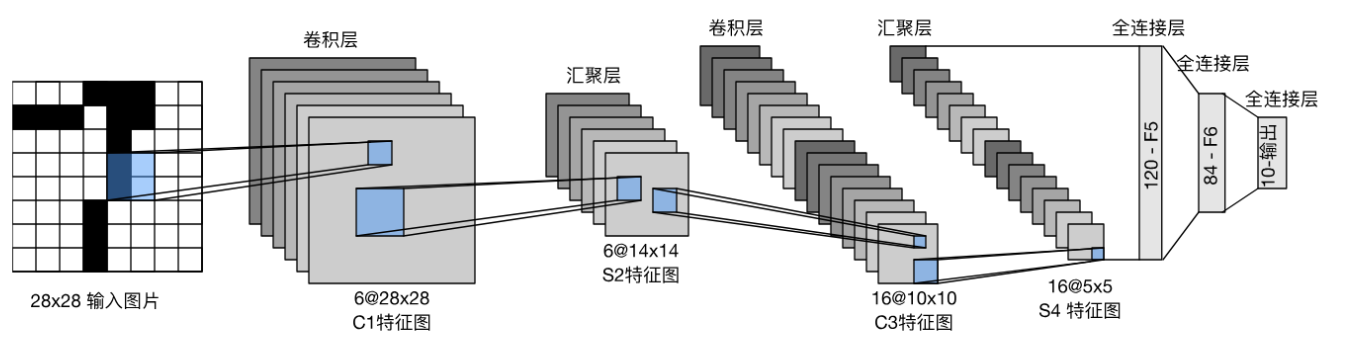 卷积层
汇聚层
卷积层
汇聚层
全连接层
全连接层
全连接层
120 - F5
84 - F6
10-输出
28x28 输入图片
6@28x28
C1特征图
6@14x14
S2特征图
16@10x10
C3特征图
16@5x5
S4 特征图